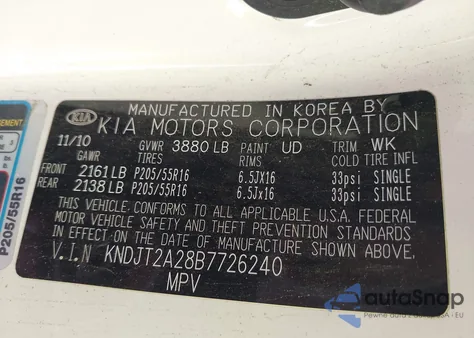 MANUFACTURED IN KOREA BY
KIA KIA MOTORS CORPORATION
11/10 GVWR 3880 LB PAINT UD TRIM WK
GAWR TIRES RIMS COLD TIRE INFL
FRONT 2161 LB P205/55R16 6.5Jx16 33psi SINGLE
REAR 2138 LB P205/55R16 6.5Jx16 33psi SINGLE
THIS VEHICLE CONFORMS TO ALL APPLICABLE U.S.A. FEDERAL
MOTOR VEHICLE SAFETY AND THEFT PREVENTION STANDARDS
IN EFFECT ON THE DATE OF MANUFACTURE SHOWN ABOVE.
V.I.N KNDJT2A28B7726240
MPV
P205/55R16
autoSnap